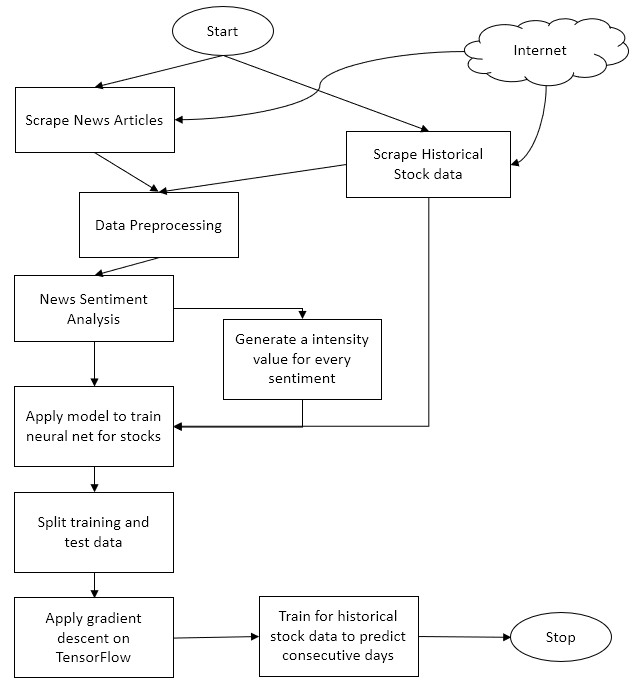 Start
Internet
Scrape News Articles
Scrape Historical
Stock data
Data Preprocessing
News Sentiment
Analysis
Generate a intensity
value for every
sentiment
Apply model to train
neural net for stocks
Split training and
test data
Apply gradient
descent on
TensorFlow
Train for historical
stock data to predict
consecutive days
Stop